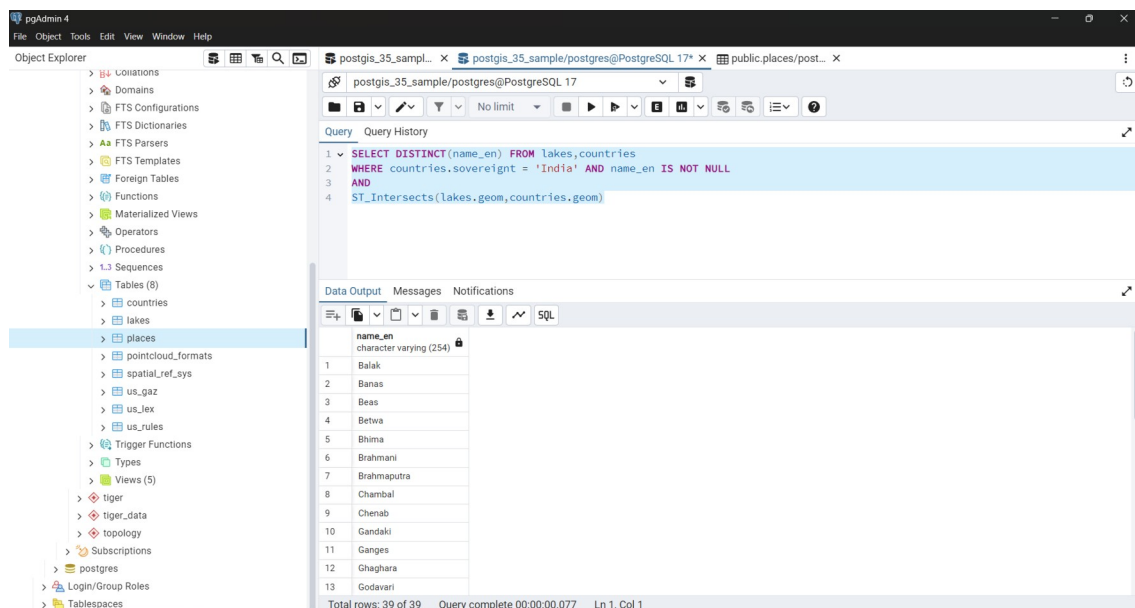 pgAdmin 4
File Object Tools Edit View Window Help
Object Explorer
Collations
Domains
FTS Configurations
FTS Dictionaries
Aa FTS Parsers
FTS Templates
Foreign Tables
Functions
Materialized Views
Operators
Procedures
1..3 Sequences
Tables (8)
countries
lakes
places
pointcloud_formats
spatial_ref_sys
us_gaz
us_lex
us_rules
Trigger Functions
Types
Views (5)
tiger
tiger_data
topology
Subscriptions
postgres
Login/Group Roles
Tablespaces
postgis_35_sampl... postgis_35_sample/postgres@PostgreSQL 17* public.places/post...
postgis_35_sample/postgres@PostgreSQL 17
No limit E
Query Query History
1 SELECT DISTINCT(name_en) FROM lakes,countries
2 WHERE countries.sovereignt = 'India' AND name_en IS NOT NULL
3 AND
4 ST_Intersects(lakes.geom,countries.geom)
Data Output Messages Notifications
SQL
name_en
character varying (254)
1 Balak
2 Banas
3 Beas
4 Betwa
5 Bhima
6 Brahmani
7 Brahmaputra
8 Chambal
9 Chenab
10 Gandaki
11 Ganges
12 Ghaghara
13 Godavari
Total rows: 39 of 39 Query complete 00:00:00.077 Ln 1, Col 1